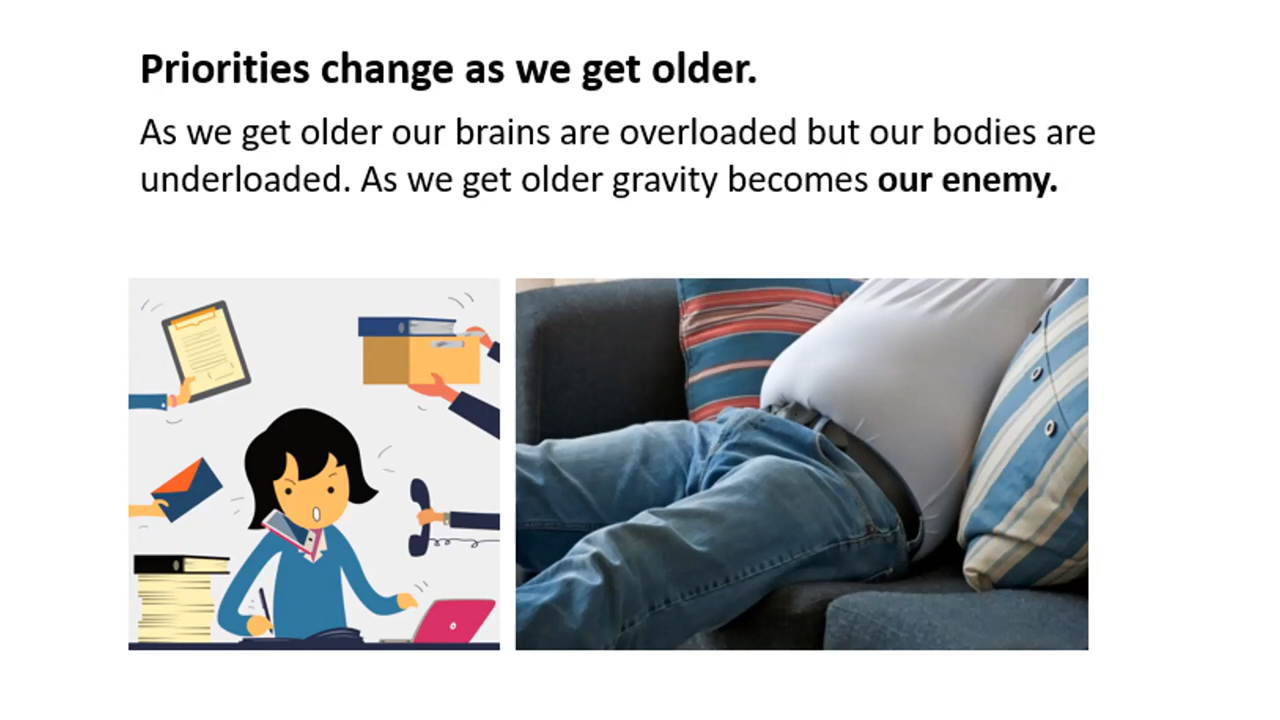 Priorities change as we get older.
As we get older our brains are overloaded but our bodies are
underloaded. As we get older gravity becomes our enemy.